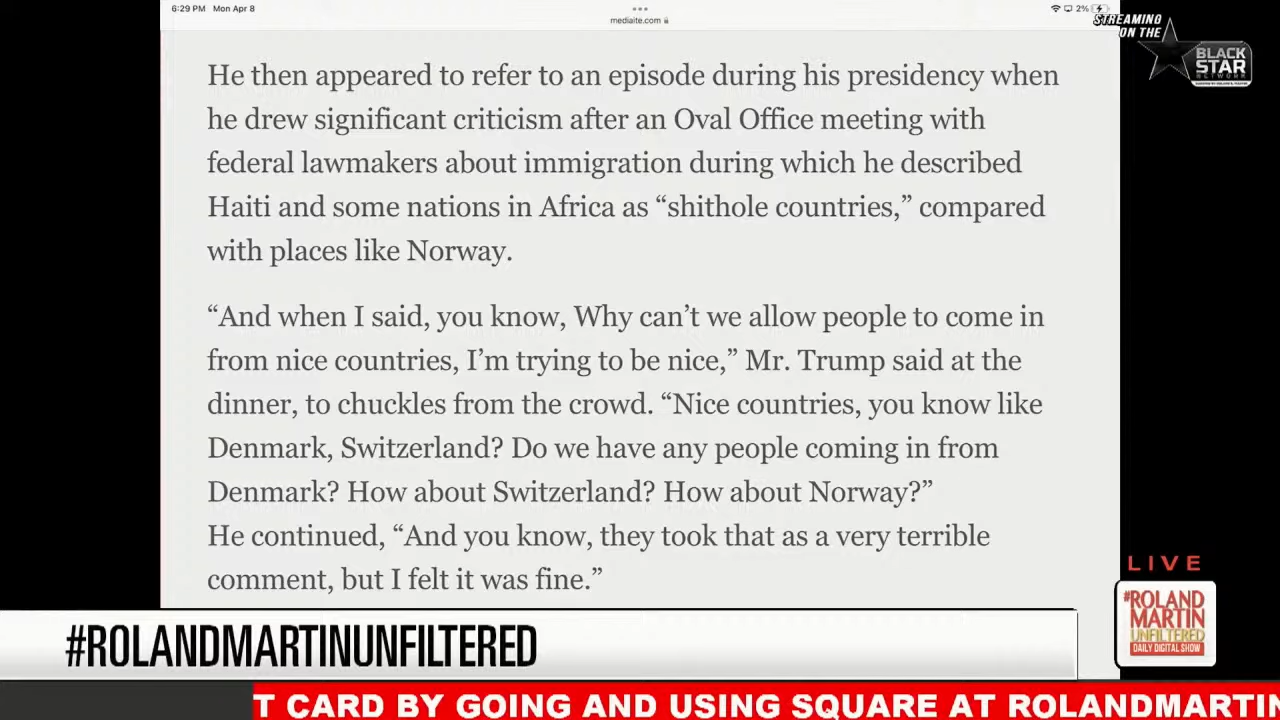 6:29 PM Mon Apr 8
mediaite.com
2%
STREAMING
ON THE
BLACK
STAR
NETWORK
He then appeared to refer to an episode during his presidency when
he drew significant criticism after an Oval Office meeting with
federal lawmakers about immigration during which he described
Haiti and some nations in Africa as “shithole countries,” compared
with places like Norway.
“And when I said, you know, Why can’t we allow people to come in
from nice countries, I’m trying to be nice,” Mr. Trump said at the
dinner, to chuckles from the crowd. “Nice countries, you know like
Denmark, Switzerland? Do we have any people coming in from
Denmark? How about Switzerland? How about Norway?”
He continued, “And you know, they took that as a very terrible
comment, but I felt it was fine.”
LIVE
#ROLAND
MARTIN
UNFILTERED
DAILY DIGITAL SHOW
#ROLANDMARTINUNFILTERED
T CARD BY GOING AND USING SQUARE AT ROLANDMARTIN